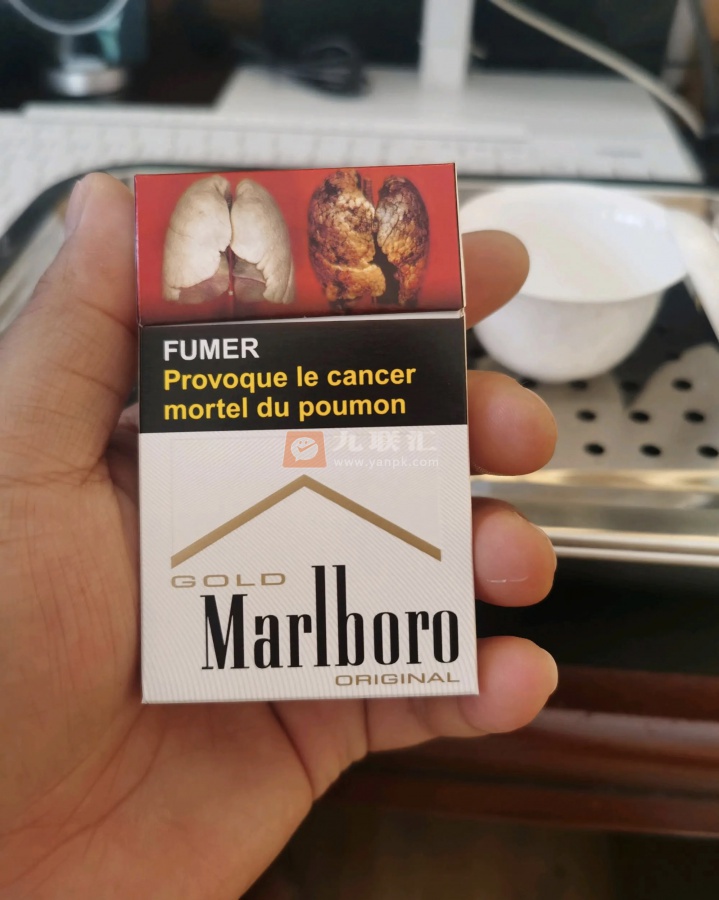 FUMER
Provoque le cancer
mortel du poumon
九联汇
www.yanpk.com
GOLD
Marlboro
ORIGINAL